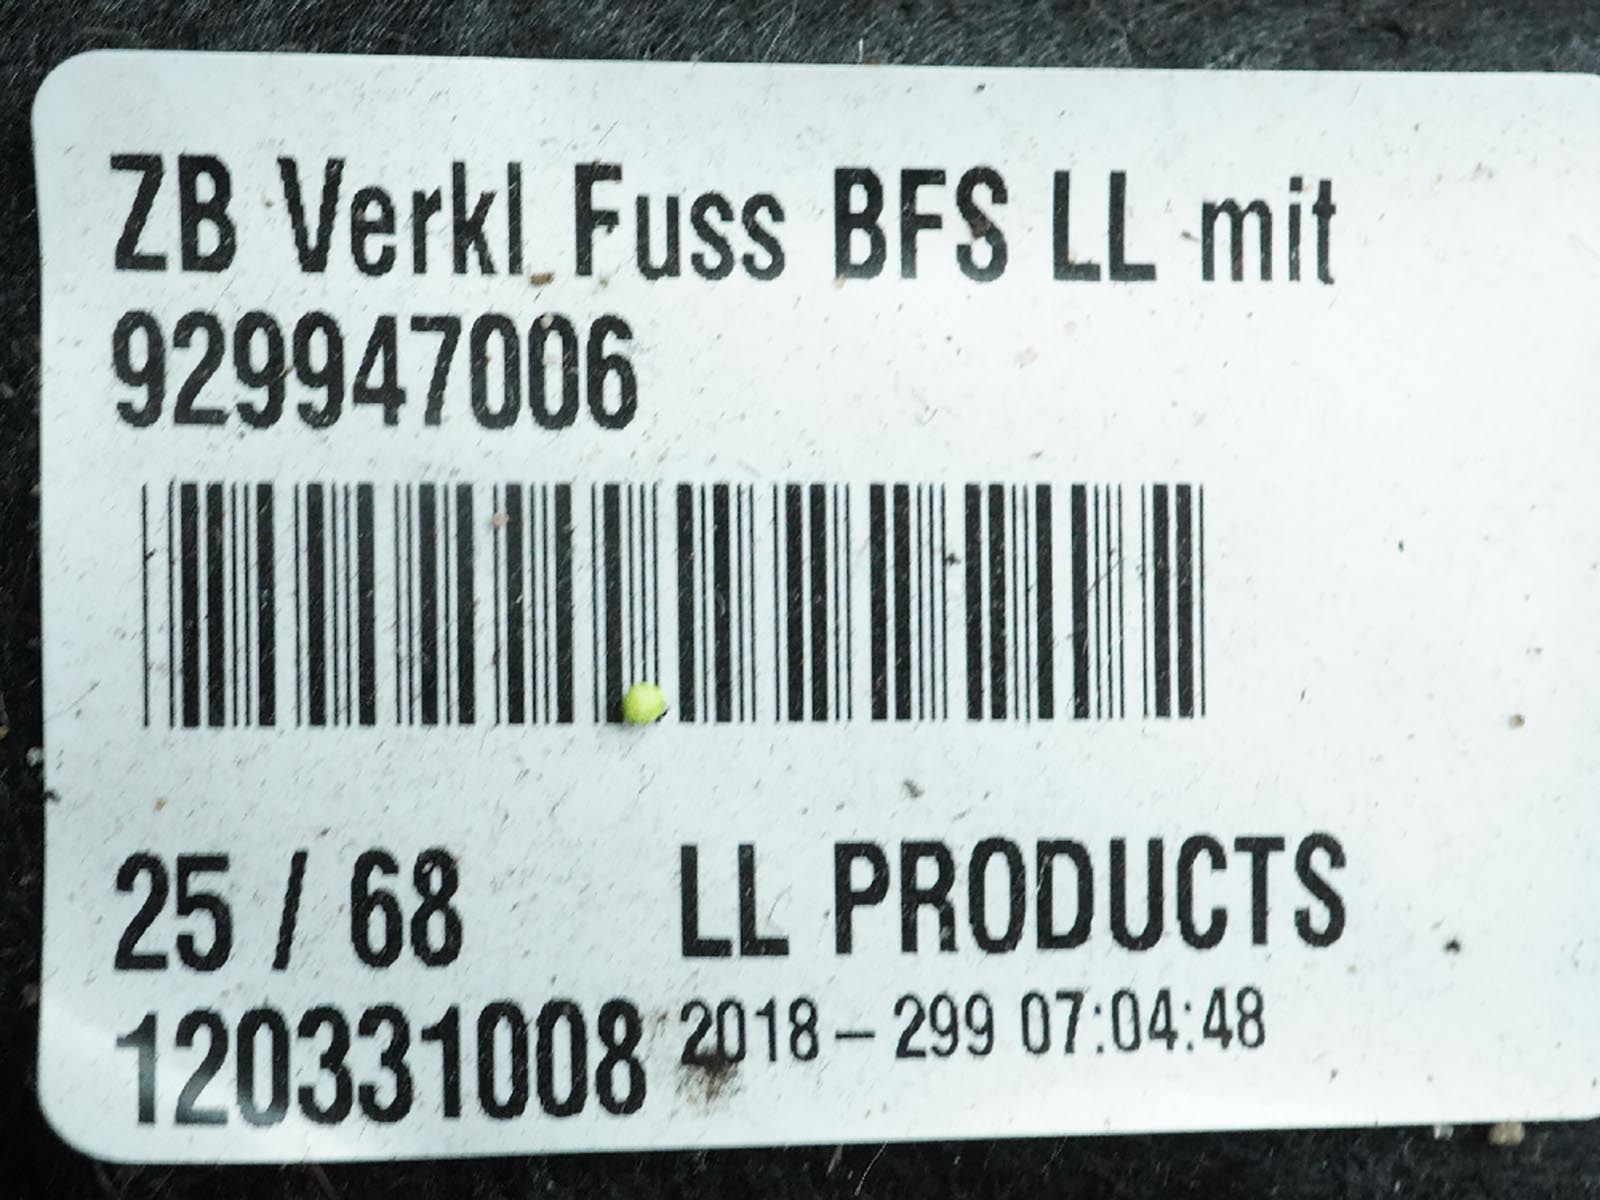 ZB Verkl Fuss BFS LL mit
929947006
25 / 68 LL PRODUCTS
120331008 2018 – 299 07:04:48